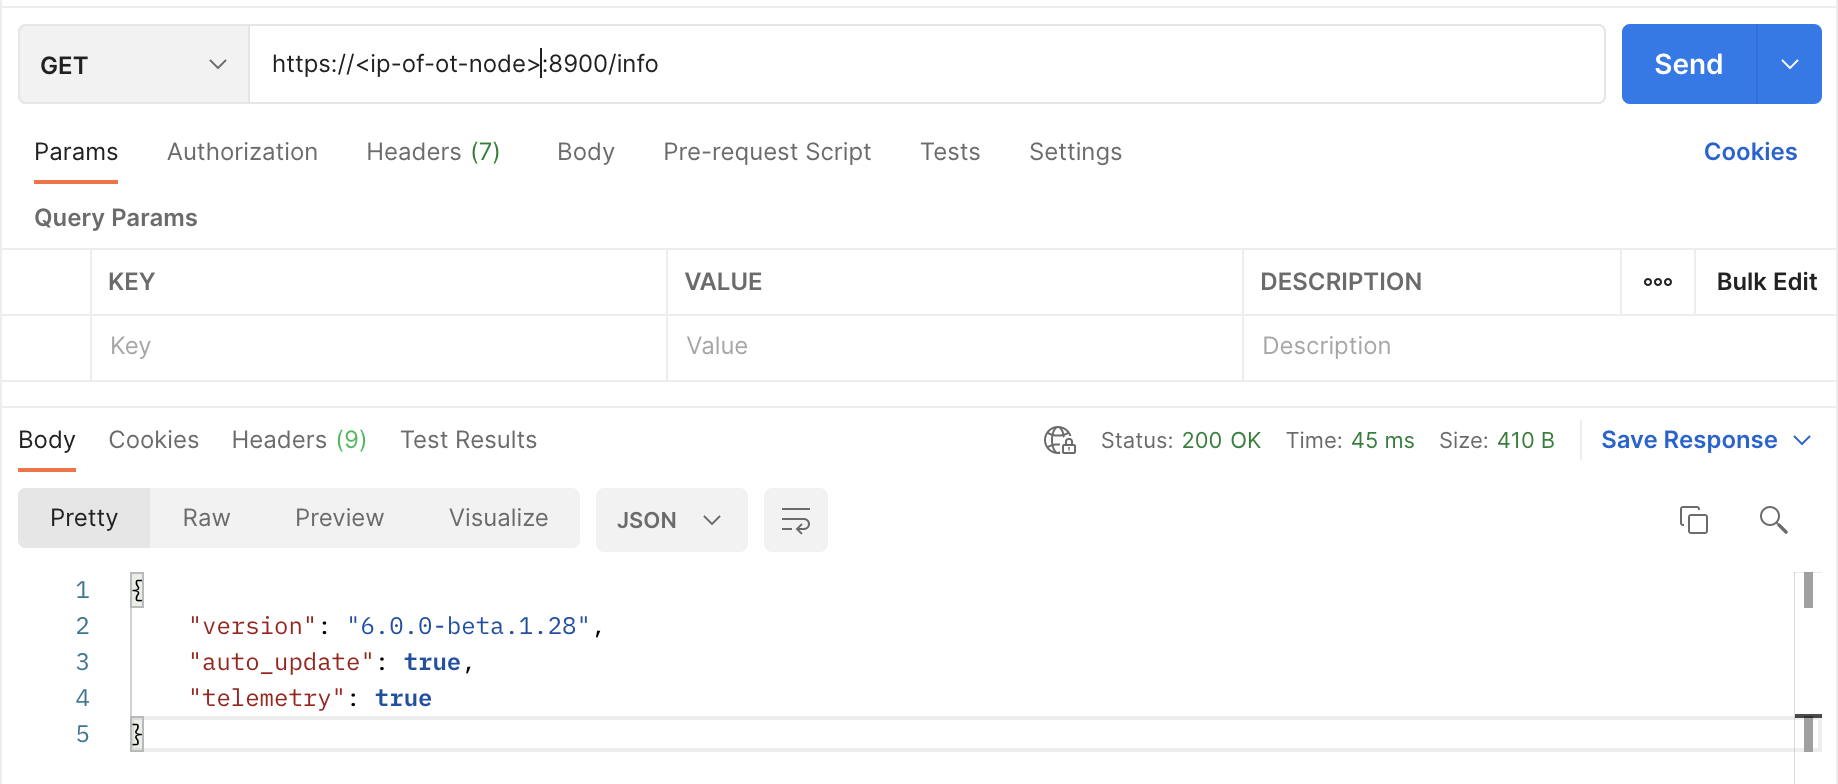 GET https://<ip-of-ot-node>:8900/info Send
Params Authorization Headers (7) Body Pre-request Script Tests Settings Cookies
Query Params
KEY VALUE DESCRIPTION ooo Bulk Edit
Key Value Description
Body Cookies Headers (9) Test Results Status: 200 OK Time: 45 ms Size: 410 B Save Response
Pretty Raw Preview Visualize JSON
1 {
2 "version": "6.0.0-beta.1.28",
3 "auto_update": true,
4 "telemetry": true
5 }